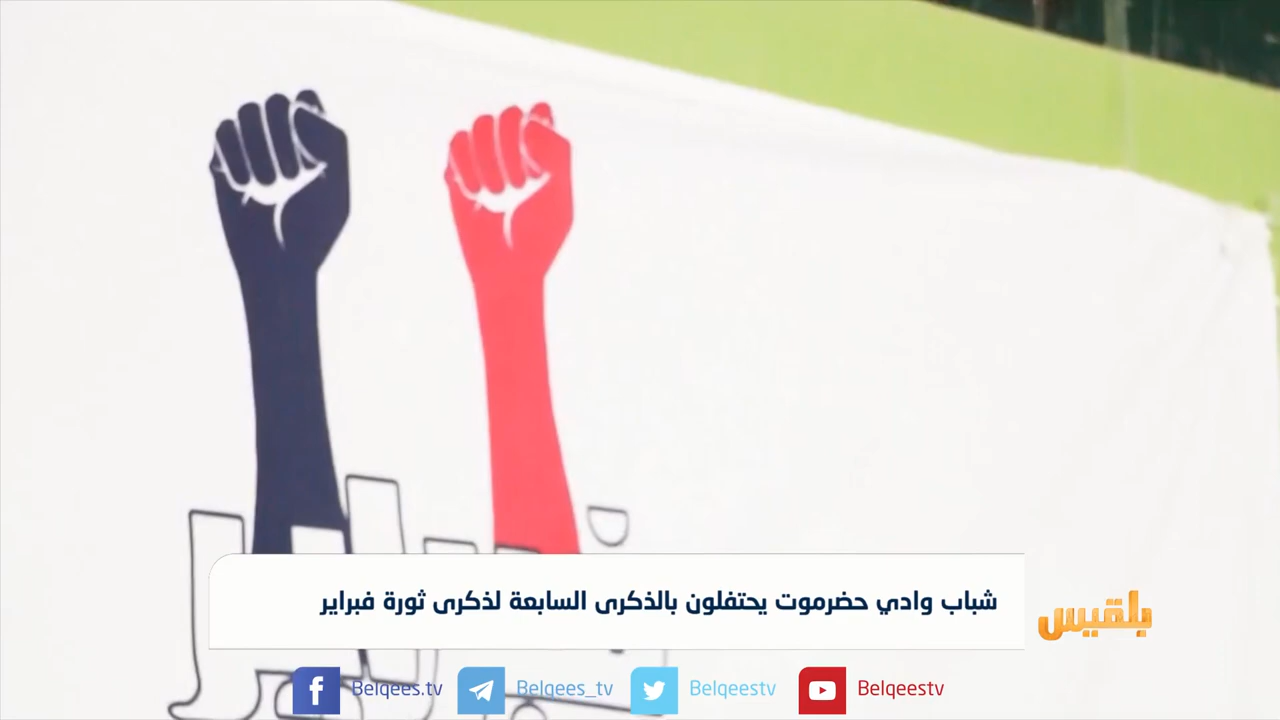 شباب وادي حضرموت يحتفلون بالذكرى السابعة لذكرى ثورة فبراير
بلقيس
Belqees.tv
Belqees_tv
Belqeestv
Belqeestv